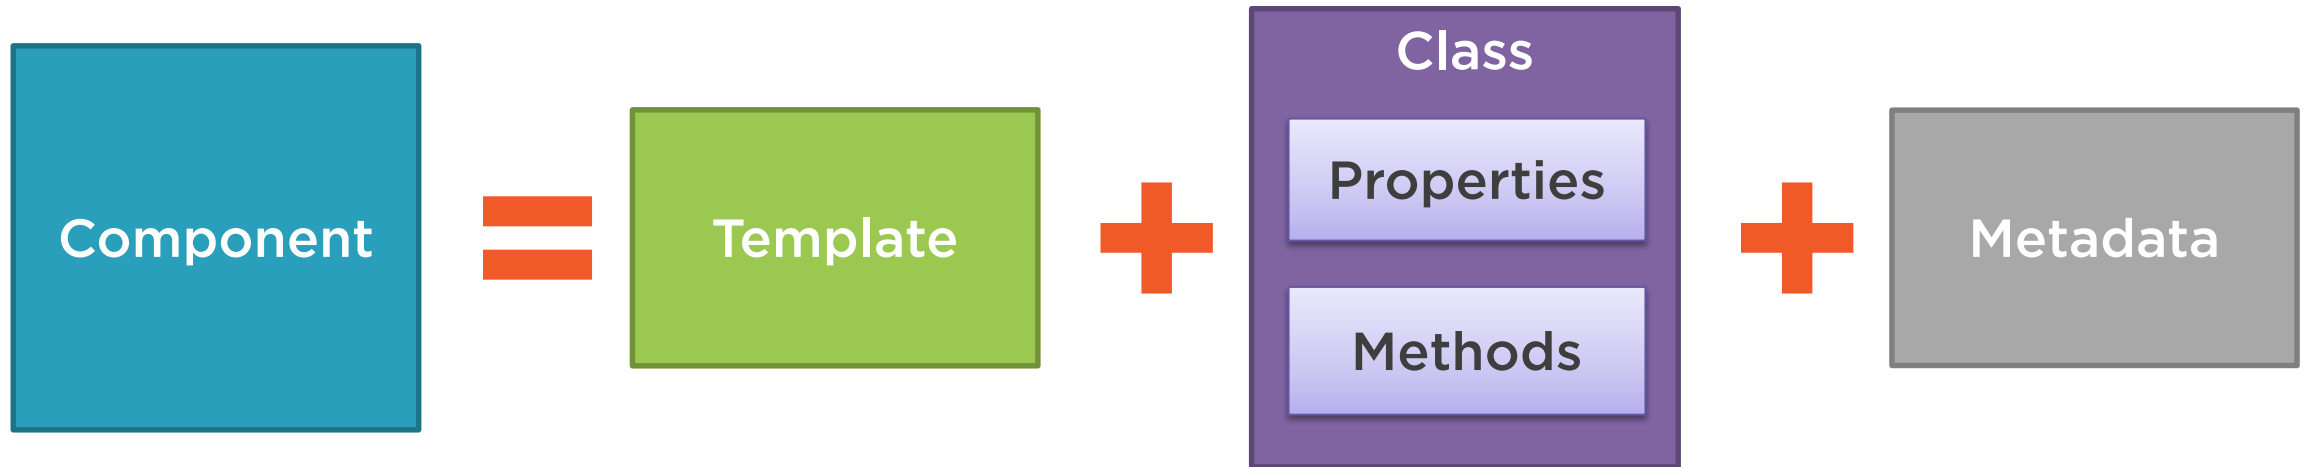 Component
Template
Class
Properties
Methods
Metadata